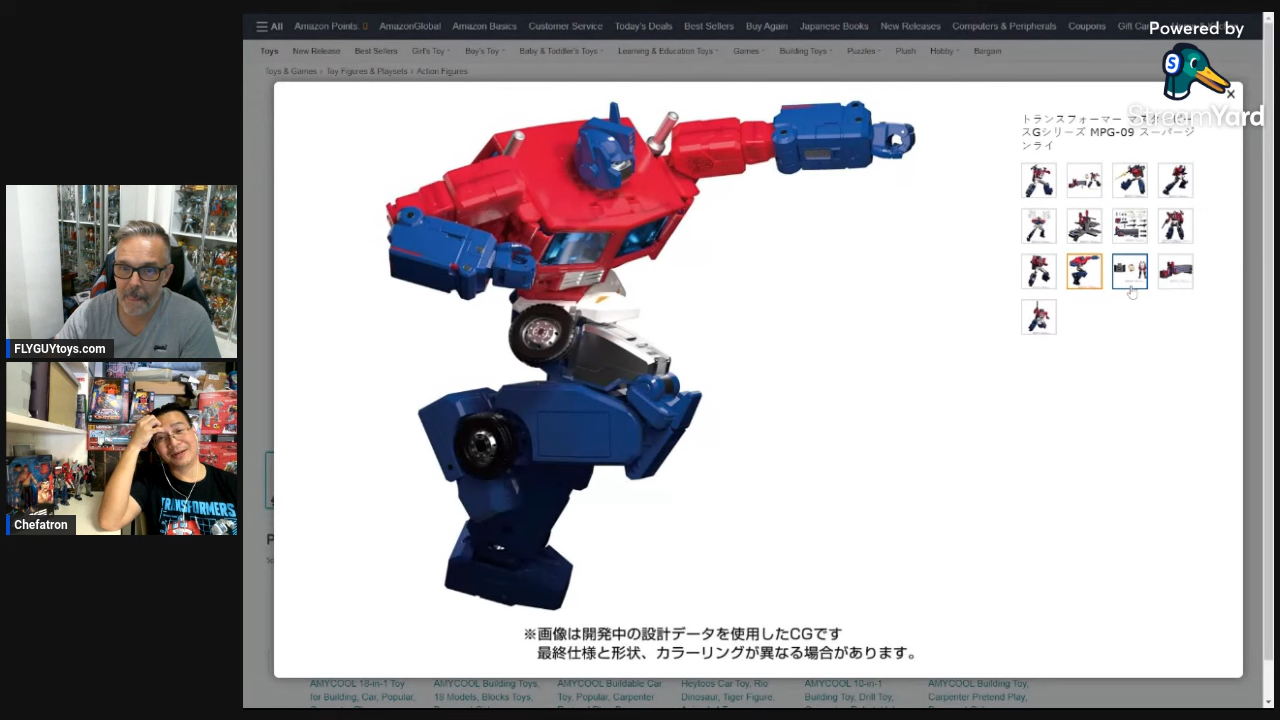 All Amazon Points: 0 AmazonGlobal Amazon Basics Customer Service Today's Deals Best Sellers Buy Again Japanese Books New Releases Computers & Peripherals Coupons Gift
Powered by
Toys New Release Best Sellers Girl's Toy Boy's Toy Baby & Toddler's Toys Learning & Education Toys Games Building Toys Puzzles Plush Hobby Bargain
Toys & Games › Toy Figures & Playsets › Action Figures
StreamYard
トランスフォーマー
スGシリーズ MPG-09 スーパージ
ンライ
FLYGUYtoys.com
TRANSFORMERS
Chefatron
※画像は開発中の設計データを使用したCGです
最終仕様と形状、カラーリングが異なる場合があります。
AMYCOOL 18-in-1 Toy
for Building, Car, Popular,
AMYCOOL Building Toys,
18 Models, Blocks Toys,
AMYCOOL Buildable Car
Toy, Popular, Carpenter
Heytoos Car Toy, Rio
Dinosaur, Tiger Figure,
AMYCOOL 10-in-1
Building Toy, Drill Toy,
AMYCOOL Building Toy,
Carpenter Pretend Play,